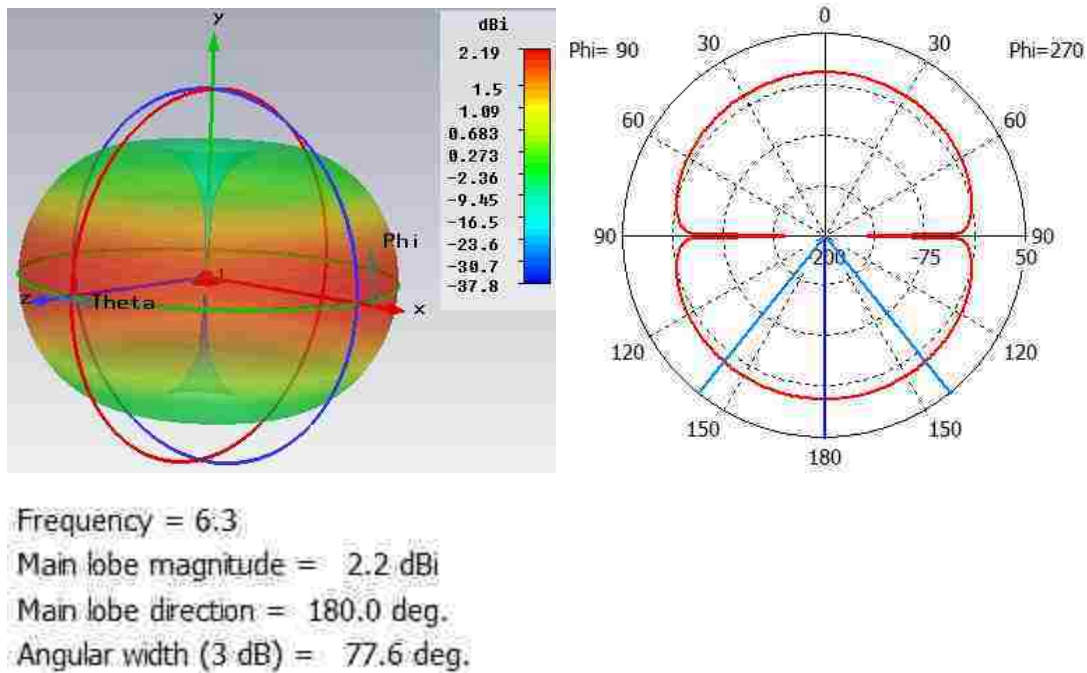 y
dBi
2.19
1.5
1.09
0.683
0.273
-2.36
-9.45
-16.5
-23.6
-30.7
-37.8
Phi
z
Theta
x
0
Phi= 90
30
30
Phi=270
60
60
90
-200
-75
50
90
120
120
150
150
180
Frequency = 6.3
Main lobe magnitude = 2.2 dBi
Main lobe direction = 180.0 deg.
Angular width (3 dB) = 77.6 deg.